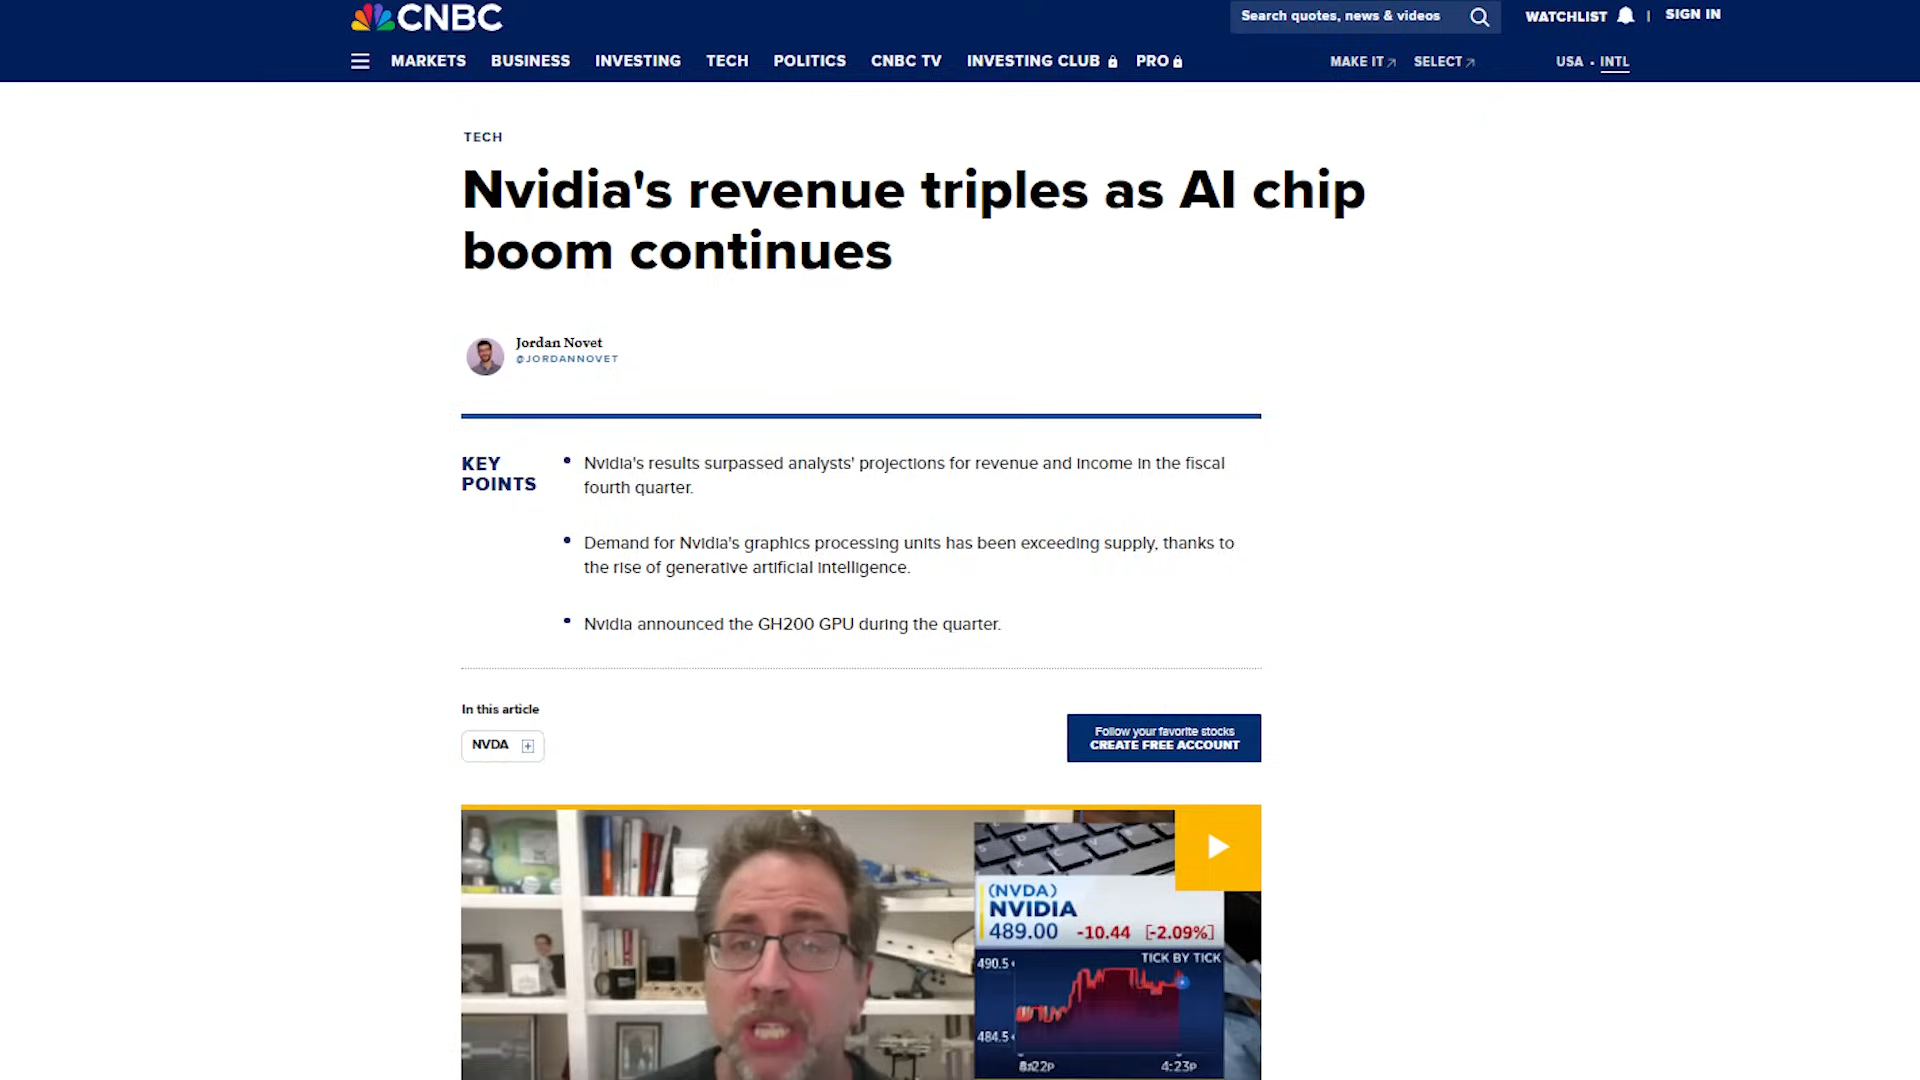 CNBC
Search quotes, news & videos
WATCHLIST
SIGN IN
MARKETS BUSINESS INVESTING TECH POLITICS CNBC TV INVESTING CLUB PRO
MAKE IT SELECT
USA • INTL
TECH
Nvidia's revenue triples as AI chip
boom continues
Jordan Novet
@JORDANNOVET
KEY
POINTS
• Nvidia's results surpassed analysts' projections for revenue and income in the fiscal
fourth quarter.
• Demand for Nvidia's graphics processing units has been exceeding supply, thanks to
the rise of generative artificial intelligence.
• Nvidia announced the GH200 GPU during the quarter.
In this article
NVDA
Follow your favorite stocks
CREATE FREE ACCOUNT
(NVDA)
NVIDIA
489.00 -10.44 [-2.09%]
TICK BY TICK
490.5
484.5
4:23P